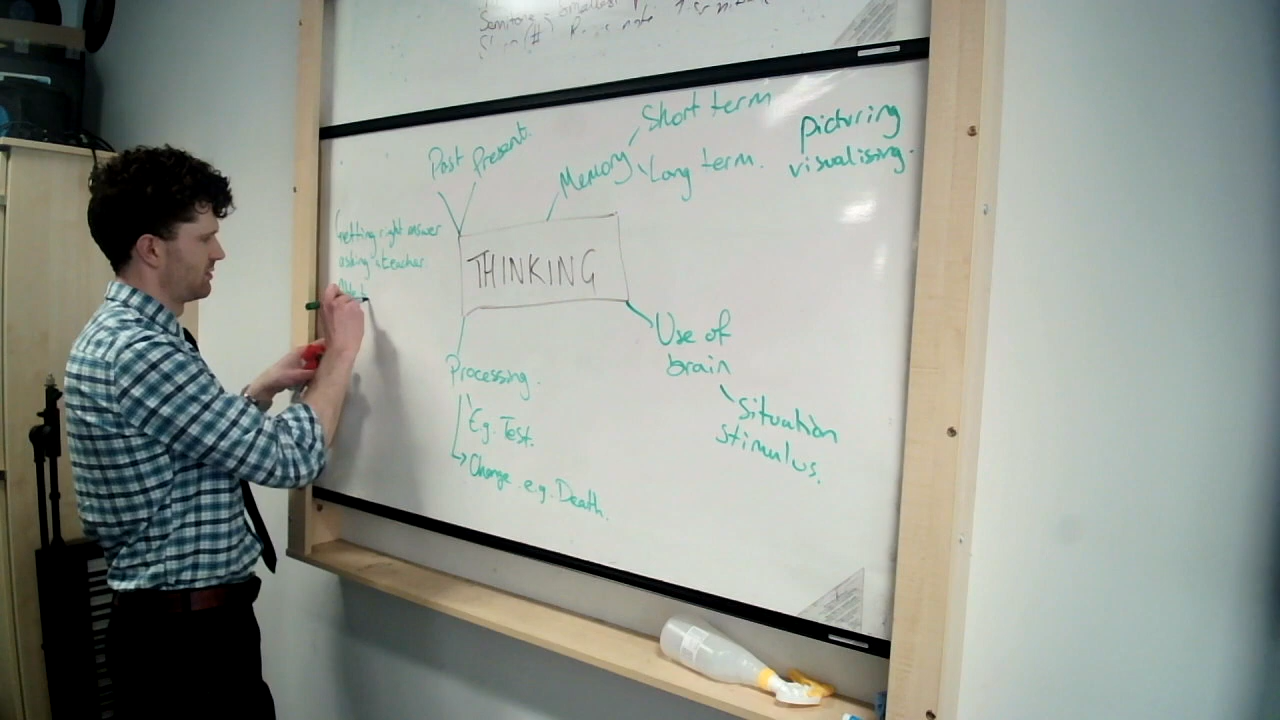 Short term
Past Present.
Memory
Long term.
picturing
visualising.
Getting right answer
asking a teacher
THINKING
Use of
brain
Processing.
E.g. Test.
Change e.g. Death.
Situation
stimulus.